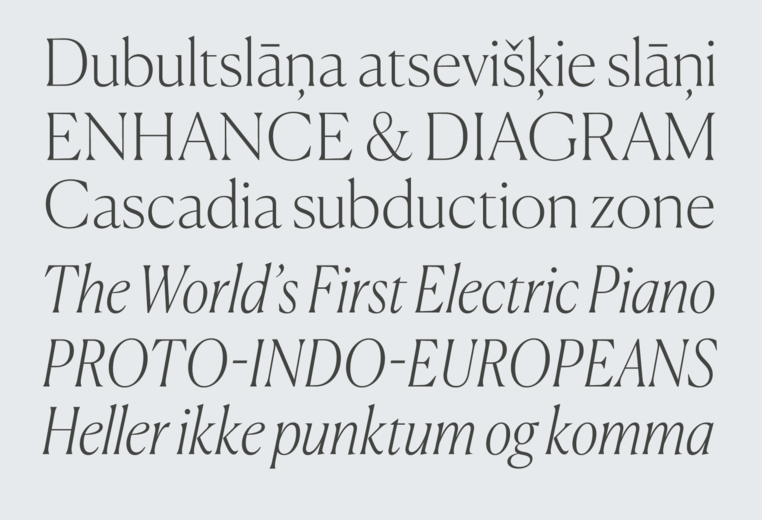 Dubultslāņa atsevišķie slāņi
ENHANCE & DIAGRAM
Cascadia subduction zone
The World’s First Electric Piano
PROTO-INDO-EUROPEANS
Heller ikke punktum og komma